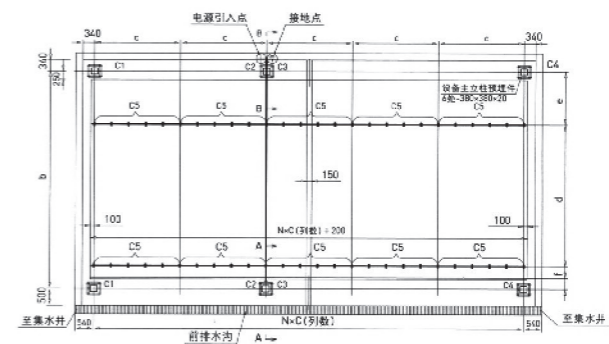 电源引入点 B 接地点
340 c c c c c 340
340
250
C1 C2 C3 C4
设备主立柱预埋件
6处-380×380×20
B C5 C5 C5 C5 C5
e
b
150
d
100 100
N×C(列数)+200
A C5 C5 C5 C5 C5
f
C1 C2 C3 C4
500
至集水井 540 前排水沟 N×C(列数) 540 至集水井
A